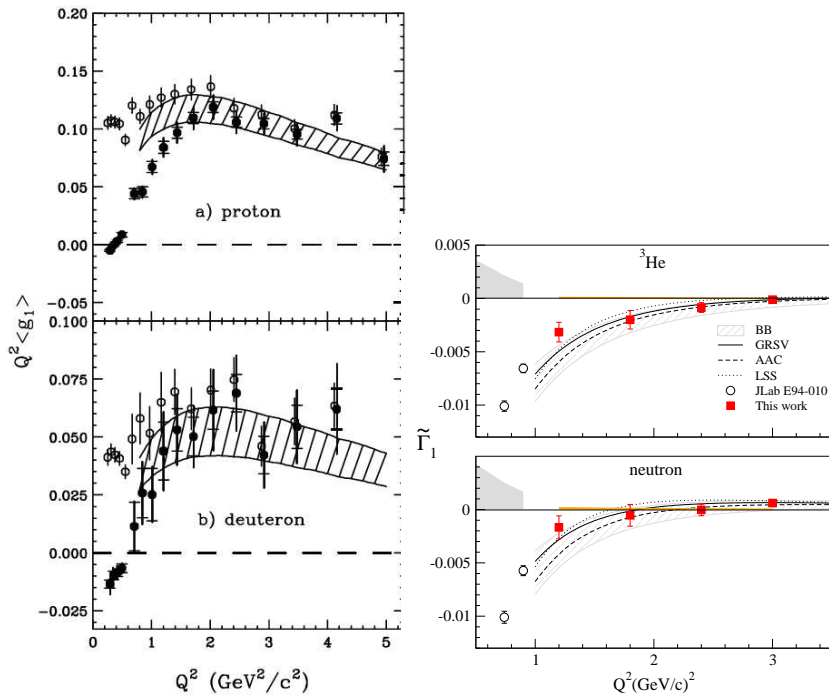 0.20
0.15
0.10
0.05
0.00
-0.05
a) proton
0.100
0.075
0.050
0.025
0.000
-0.025
b) deuteron
Q²<g₁>
0 1 2 3 4 5
Q² (GeV²/c²)
0.005
0
-0.005
-0.01
³He
BB
GRSV
AAC
LSS
JLab E94-010
This work
Γ̃₁
0.005
0
-0.005
-0.01
neutron
1 2 3
Q²(GeV/c)²